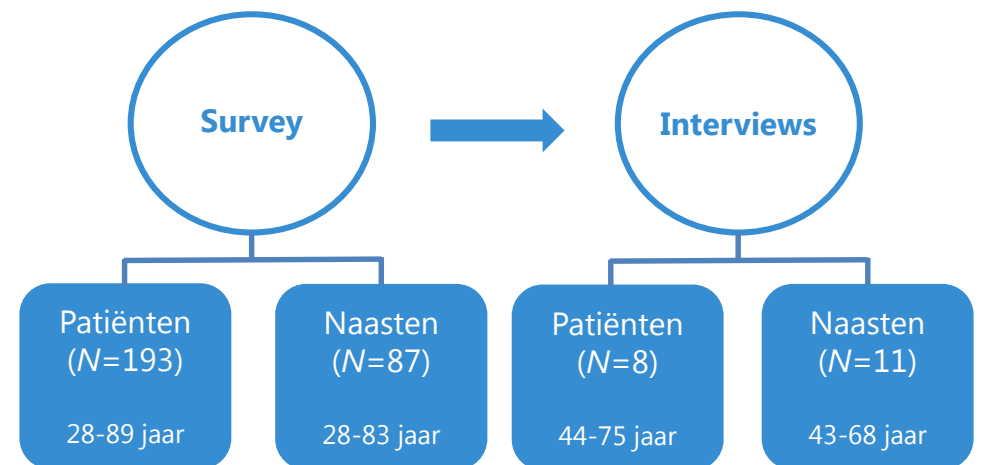 Survey
Interviews
Patiënten
(N=193)
28-89 jaar
Naasten
(N=87)
28-83 jaar
Patiënten
(N=8)
44-75 jaar
Naasten
(N=11)
43-68 jaar